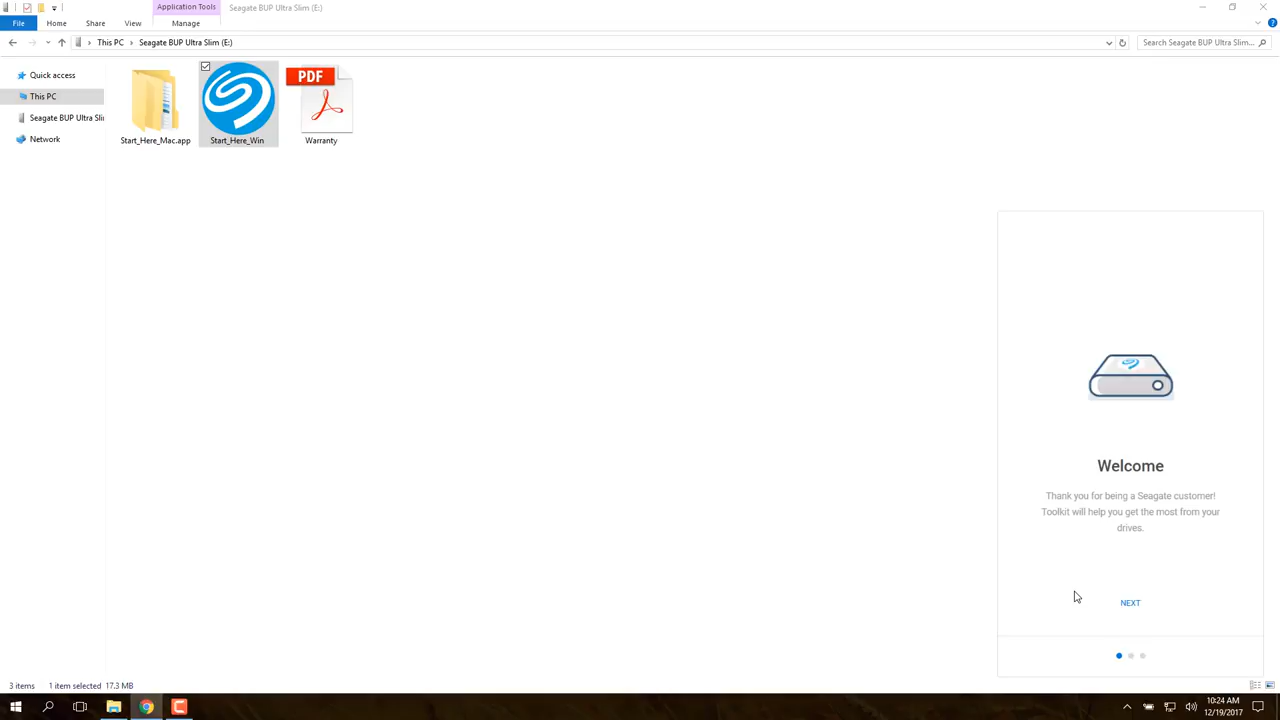 Application Tools
Seagate BUP Ultra Slim (E:)
File
Home
Share
View
Manage
This PC
Seagate BUP Ultra Slim (E:)
Search Seagate BUP Ultra Slim...
Quick access
This PC
Seagate BUP Ultra Sli
Network
Start_Here_Mac.app
Start_Here_Win
PDF
Warranty
Welcome
Thank you for being a Seagate customer!
Toolkit will help you get the most from your
drives.
NEXT
3 items
1 item selected 17.3 MB
10:24 AM
12/19/2017